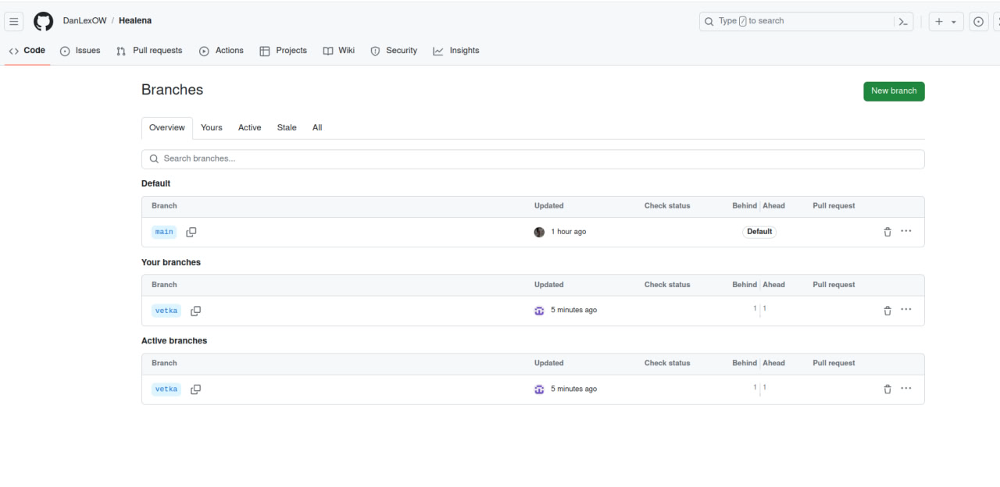 DanLexOW / Healena
Type / to search
Code Issues Pull requests Actions Projects Wiki Security Insights
Branches
New branch
Overview Yours Active Stale All
Search branches...
Default
Branch Updated Check status Behind Ahead Pull request
main 1 hour ago Default
Your branches
Branch Updated Check status Behind Ahead Pull request
vetka 5 minutes ago 1 1
Active branches
Branch Updated Check status Behind Ahead Pull request
vetka 5 minutes ago 1 1